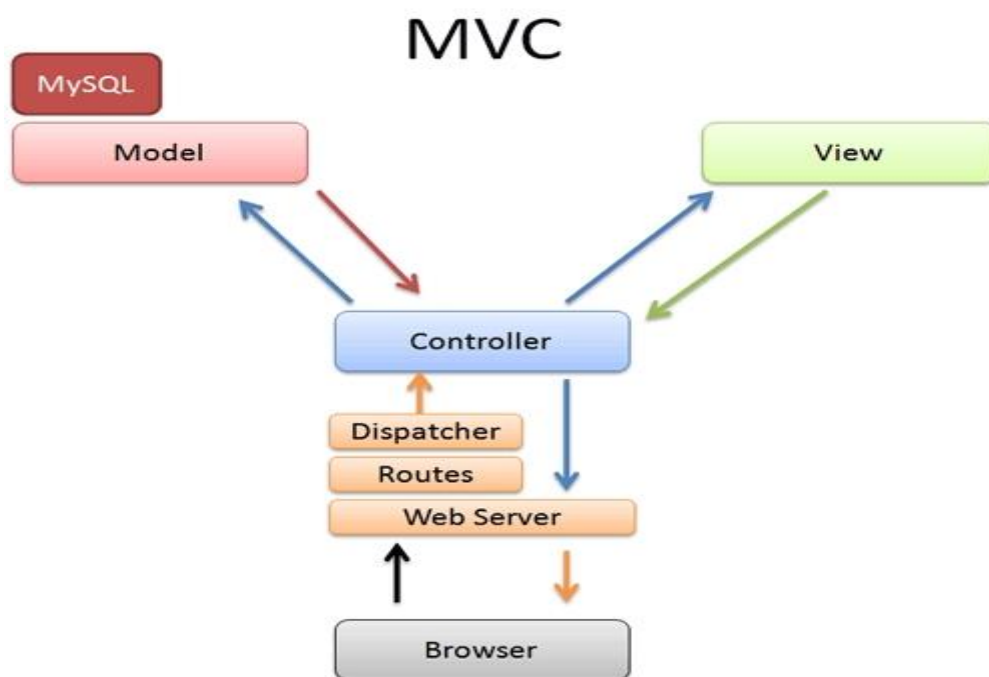 MVC
MySQL
Model
View
Controller
Dispatcher
Routes
Web Server
Browser